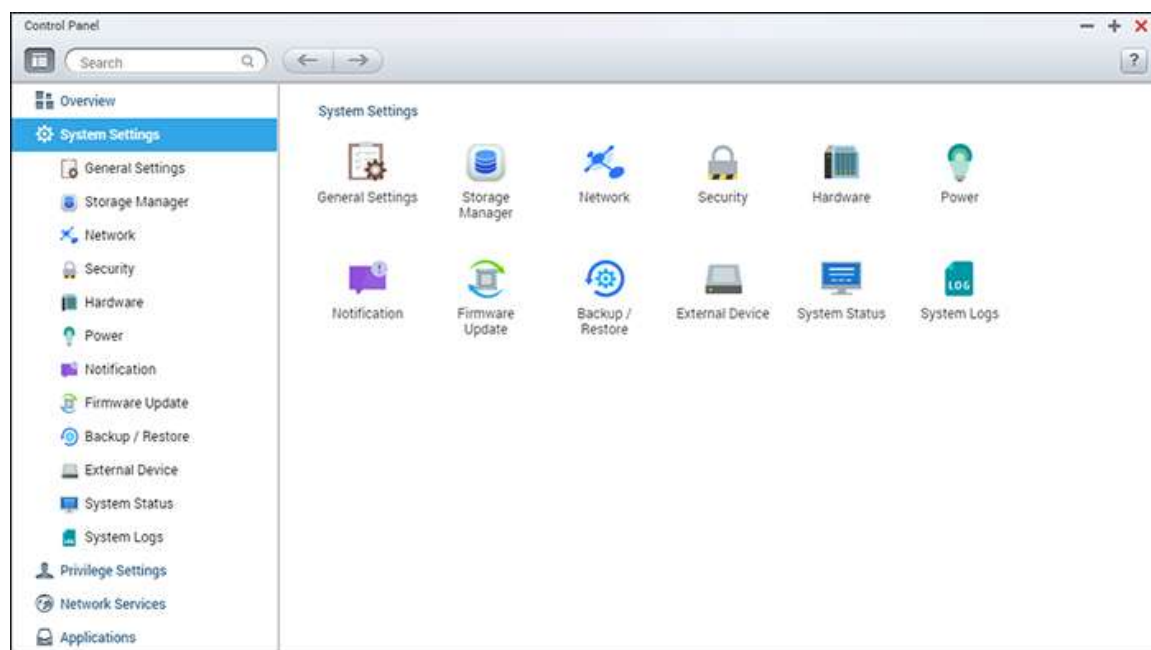 Control Panel
Search
?
Overview
System Settings
General Settings
Storage Manager
Network
Security
Hardware
Power
Notification
Firmware Update
Backup / Restore
External Device
System Status
System Logs
Privilege Settings
Network Services
Applications
System Settings
General Settings
Storage
Manager
Network
Security
Hardware
Power
Notification
Firmware
Update
Backup /
Restore
External Device
System Status
LOG
System Logs